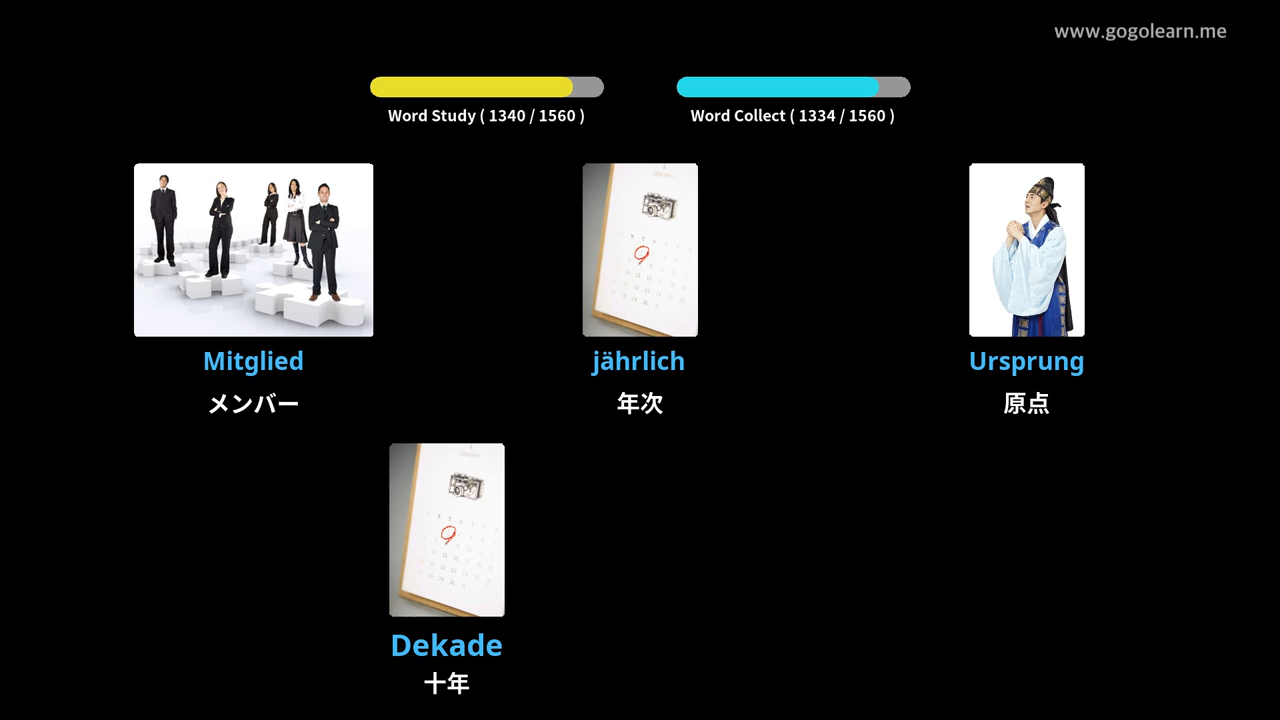 www.gogolearn.me
Word Study ( 1340 / 1560 )
Word Collect ( 1334 / 1560 )
Mitglied
jährlich
Ursprung
メンバー
年次
原点
Dekade
十年